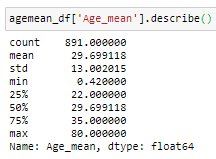 agemean_df['Age_mean'].describe()
count    891.000000
mean      29.699118
std       13.002015
min        0.420000
25%       22.000000
50%       29.699118
75%       35.000000
max       80.000000
Name: Age_mean, dtype: float64